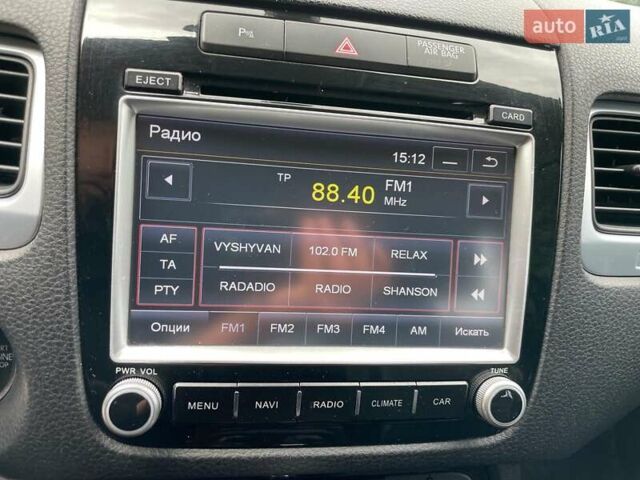 auto RIA
P
PASSENGER
AIR BAG
EJECT
CARD
Радио
15:12
TP 88.40 FM1
MHz
AF
VYSHYVAN 102.0 FM RELAX
TA
PTY
RADADIO RADIO SHANSON
Опции FM1 FM2 FM3 FM4 AM Искать
PWR VOL
TUNE
MENU NAVI RADIO CLIMATE CAR